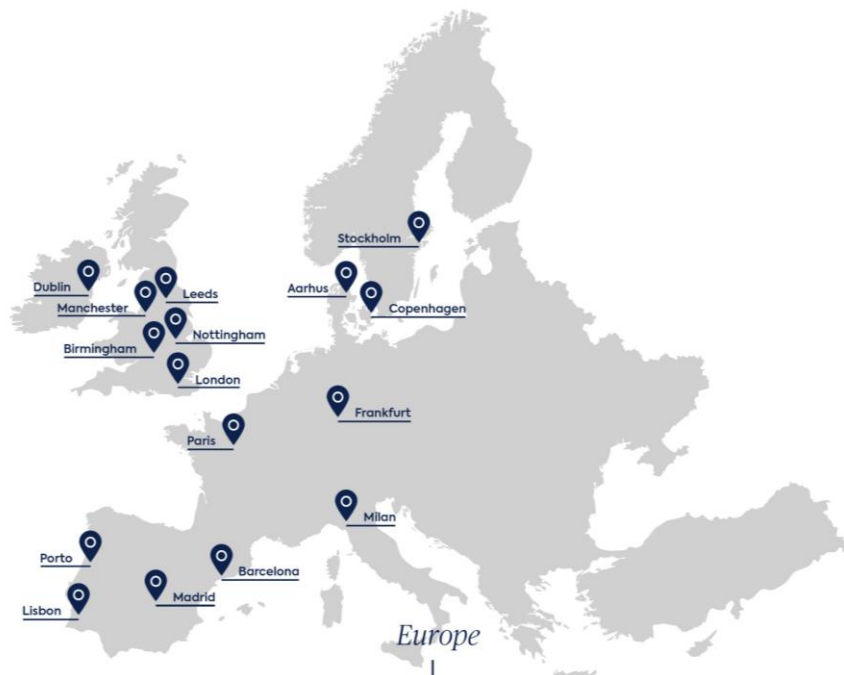 Stockholm
Dublin
Aarhus
Leeds
Manchester
Copenhagen
Nottingham
Birmingham
London
Frankfurt
Paris
Milan
Porto
Barcelona
Madrid
Lisbon
Europe